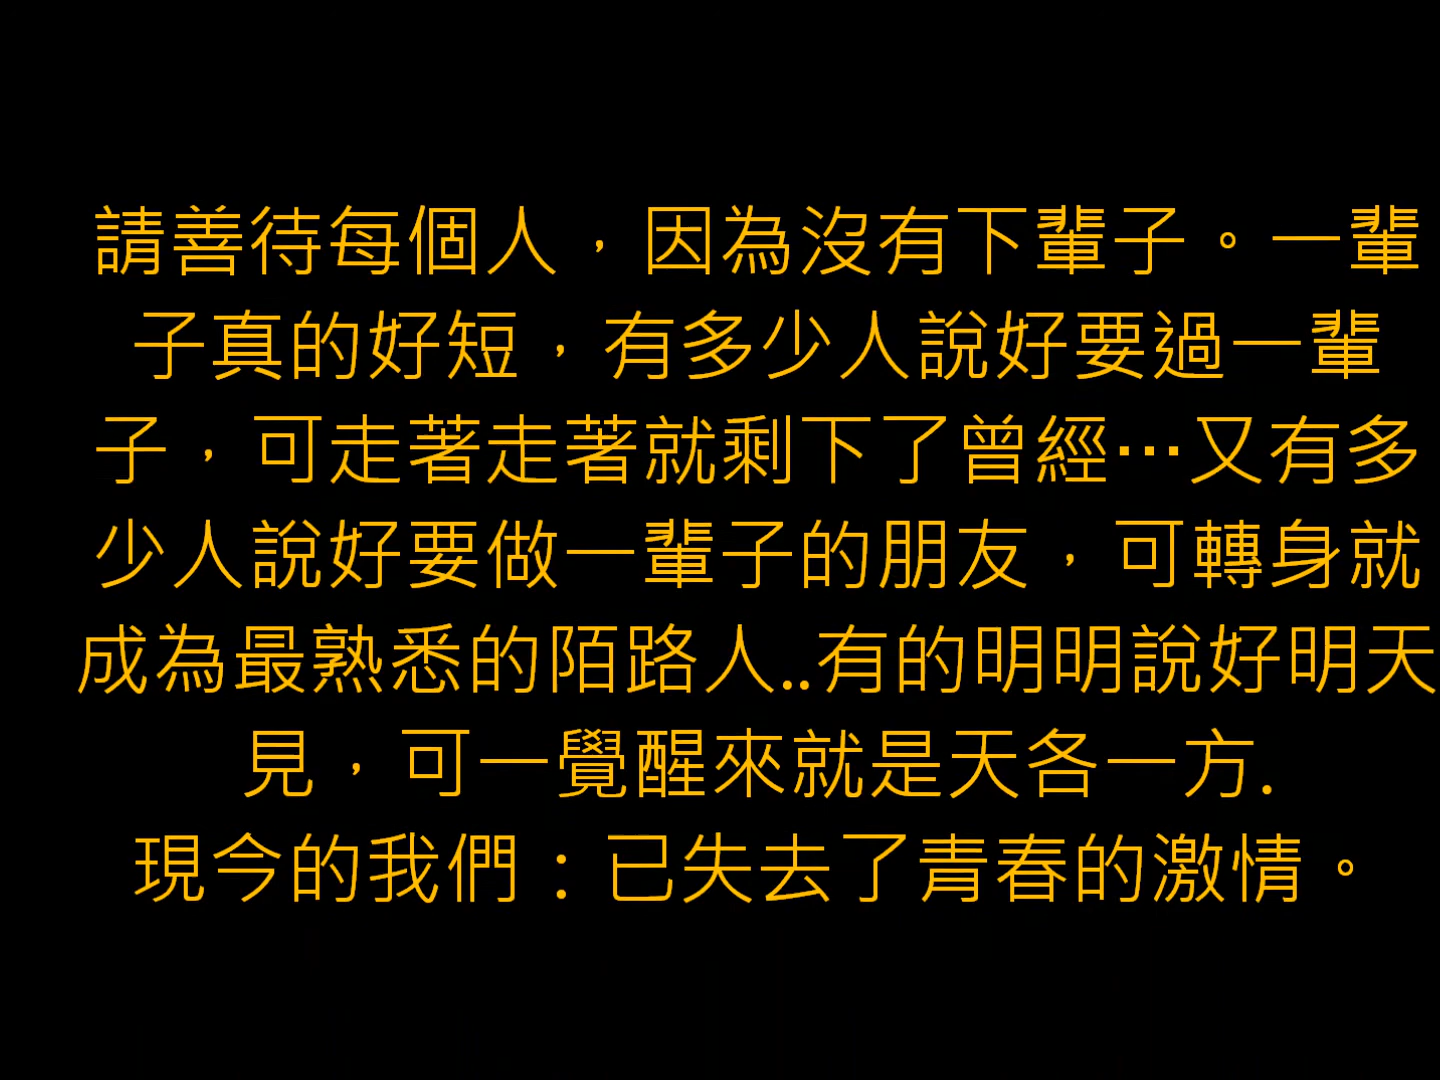 請善待每個人，因為沒有下輩子。一輩
子真的好短，有多少人說好要過一輩
子，可走著走著就剩下了曾經…又有多
少人說好要做一輩子的朋友，可轉身就
成為最熟悉的陌路人..有的明明說好明天
見，可一覺醒來就是天各一方.
現今的我們：已失去了青春的激情。